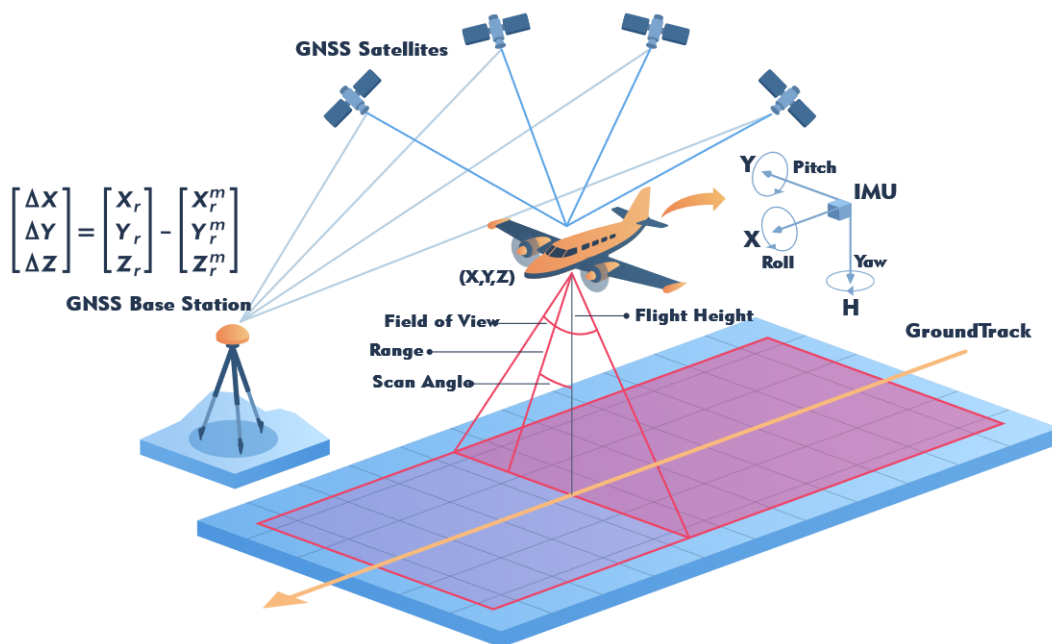 GNSS Satellites
Y
Pitch
IMU
X
Roll
Yaw
H
[ΔX] = [X_r] - [X_r^m]
[ΔY] = [Y_r] - [Y_r^m]
[ΔZ] = [Z_r] - [Z_r^m]
GNSS Base Station
(X,Y,Z)
Field of View
Flight Height
Range
Scan Anglo
GroundTrack